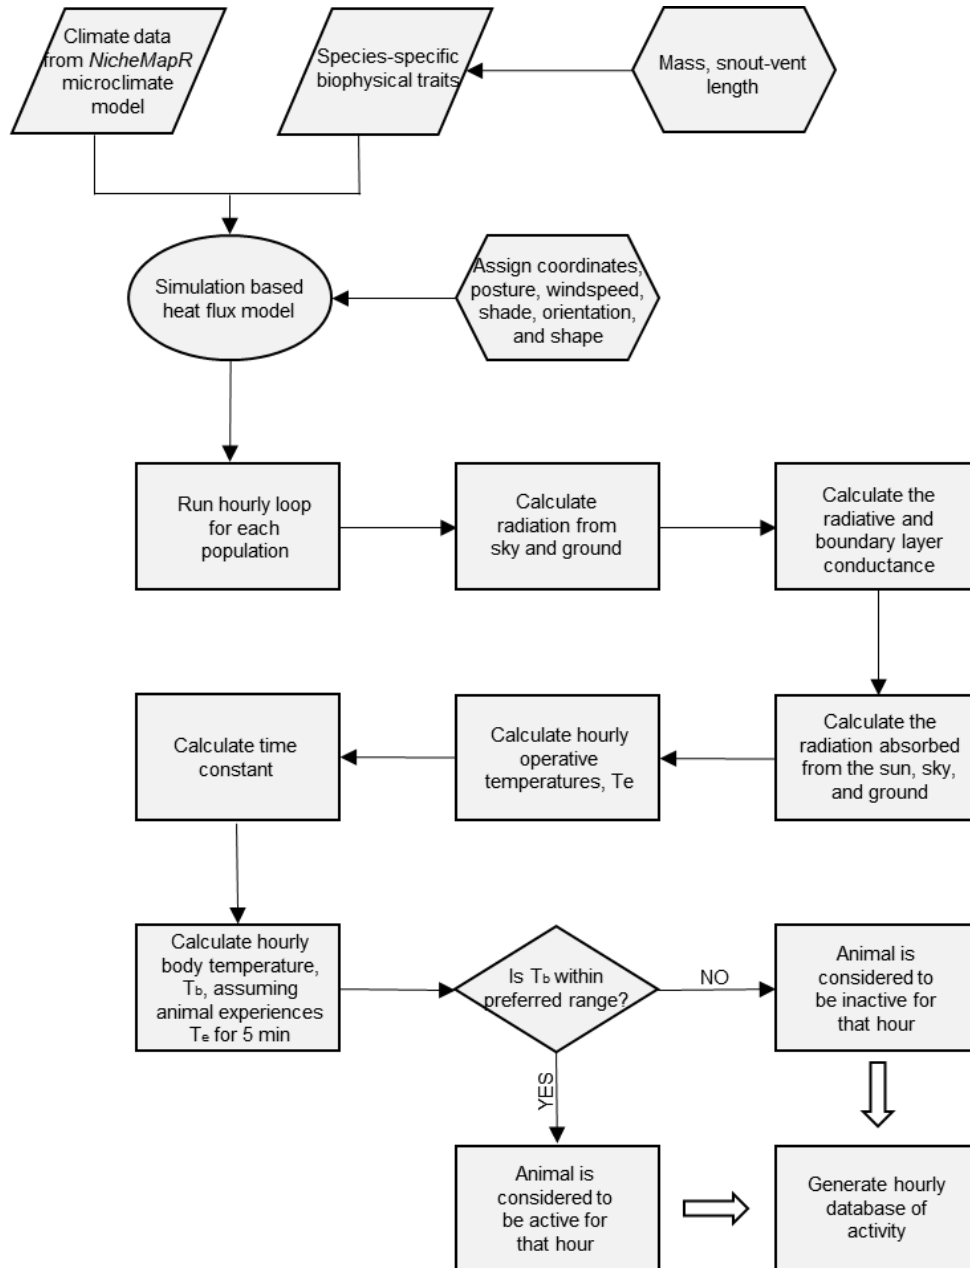 Climate data
from NicheMapR
microclimate
model
Species-specific
biophysical traits
Mass, snout-vent
length
Simulation based
heat flux model
Assign coordinates,
posture, windspeed,
shade, orientation,
and shape
Run hourly loop
for each
population
Calculate
radiation from
sky and ground
Calculate the
radiative and
boundary layer
conductance
Calculate time
constant
Calculate hourly
operative
temperatures, Te
Calculate the
radiation absorbed
from the sun, sky,
and ground
Calculate hourly
body temperature,
Tb, assuming
animal experiences
Te for 5 min
Is Tb within
preferred range?
NO
Animal is
considered to
be inactive for
that hour
YES
Animal is
considered to
be active for
that hour
Generate hourly
database of
activity